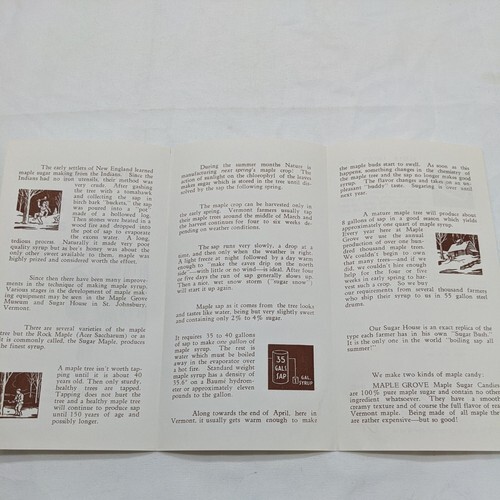 The early settlers of New England learned
maple sugar making from the Indians. Since the
Indians had no iron utensils, their method was
very crude. After gashing
the tree with a tomahawk
and collecting the sap in
birch bark "buckets," the sap
was poured into a "pot"
made of a hollowed log.
Then stones were heated in a
wood fire and dropped into
the pot of sap, to evaporate
the excess water. A long,
tedious process. Naturally it made very poor
quality syrup but as bee's honey was about the
only other sweet available to them, maple was
highly prized and considered worth the effort.
Since then there have been many improve-
ments in the technique of making maple syrup.
Various stages in the development of maple mak-
ing equipment may be seen in the Maple Grove
Museum and Sugar House in St. Johnsbury,
Vermont.
There are several varieties of the maple
tree but the Rock Maple (Acer Saccharum) or as
it is commonly called, the Sugar Maple, produces
the finest syrup.
A maple tree isn't worth tap-
ping until it is about 40
years old. Then only sturdy,
healthy trees are tapped.
Tapping does not hurt the
tree and a healthy maple tree
will continue to produce sap
until 150 years of age and
possibly longer.
During the summer months Nature is
manufacturing next spring's maple crop! The
action of sunlight on the chlorophyl of the leaves
makes sugar which is stored in the tree until dis-
solved by the sap the following spring.
The maple crop can be harvested only in
the early spring. Vermont farmers usually tap
their maple trees around the middle of March and
the harvest continues for four to six weeks de-
pending on weather conditions.
The sap runs very slowly, a drop at a
time, and then only when the weather is right.
A light freeze at night followed by a day warm
enough to "make the eaves drip on the north
side"—with little or no wind—is ideal. After four
or five days the run of sap generally slows up.
Then a nice, wet snow storm ("sugar snow")
will start it up again.
Maple sap as it comes from the tree looks
and tastes like water, being but very slightly sweet
and containing only 2% to 4% sugar.
It requires 35 to 40 gallons
of sap to make one gallon of
maple syrup. The rest is
water which must be boiled
away in the evaporators over
a hot fire. Standard weight
maple syrup has a density of
35.6° on a Baumé hydrom-
eter or approximately eleven
pounds to the gallon.
35
GALS
SAP
1 GAL
SYRUP
Along towards the end of April, here in
Vermont, it usually gets warm enough to make
the maple buds start to swell. As soon as this
happens, something changes in the chemistry of
the maple tree and the sap no longer makes good
syrup. The flavor changes and takes on an un-
pleasant "buddy" taste. Sugaring is over until
next year.
A mature maple tree will produce about
8 gallons of sap in a good season which yields
approximately one quart of maple syrup.
Every year here at Maple
Grove we use the annual
production of over one hun-
dred thousand maple trees.
We couldn't begin to own
that many trees—and if we
did, we couldn't hire enough
help for the four or five
weeks in early spring to har-
vest such a crop. So we buy
our requirements from several thousand farmers
who ship their syrup to us in 55 gallon steel
drums.
Our Sugar House is an exact replica of the
type each farmer has in his own "Sugar Bush."
It is the only one in the world "boiling sap all
summer!"
We make two kinds of maple candy:
MAPLE GROVE Maple Sugar Candies
are 100% pure maple sugar and contain no other
ingredient whatsoever. They have a smooth,
creamy texture and of course the full flavor of real
Vermont maple. Being made of all maple they
are rather expensive—but so good!